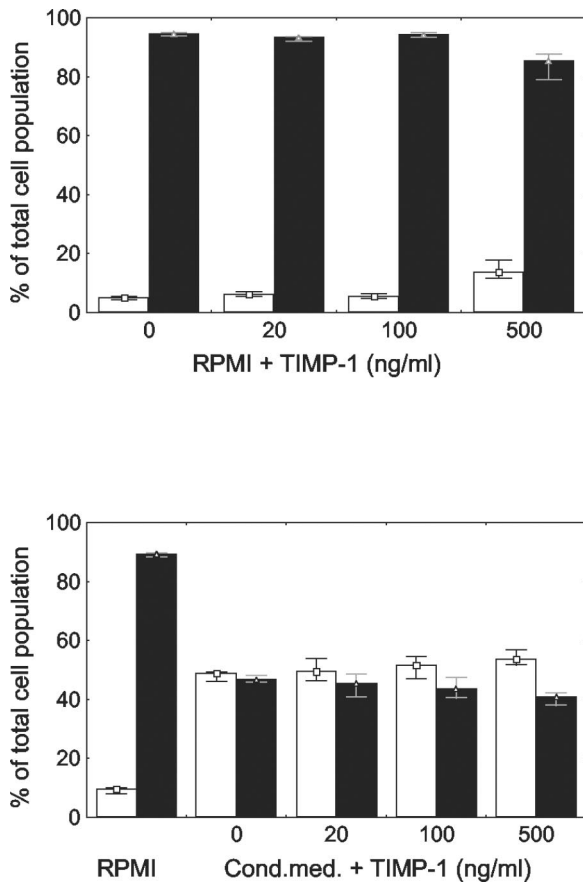 % of total cell population
100
80
60
40
20
0
0 20 100 500
RPMI + TIMP-1 (ng/ml)
% of total cell population
100
80
60
40
20
0
0 20 100 500
RPMI Cond.med. + TIMP-1 (ng/ml)